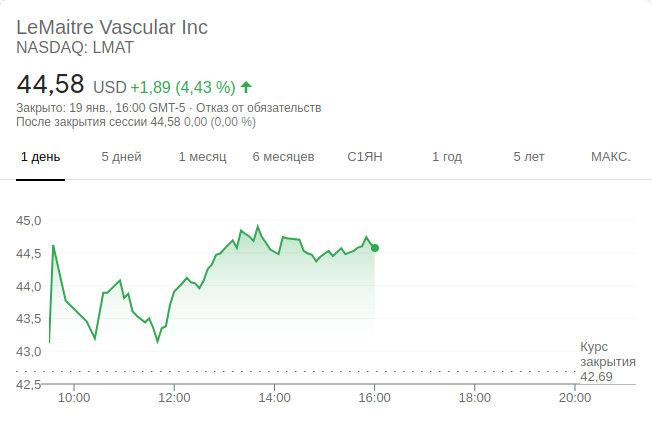 LeMaitre Vascular Inc
NASDAQ: LMAT
44,58 USD +1,89 (4,43 %)
Закрыто: 19 янв., 16:00 GMT-5 · Отказ от обязательств
После закрытия сессии 44,58 0,00 (0,00 %)
1 день 5 дней 1 месяц 6 месяцев С1ЯН 1 год 5 лет МАКС.
45,0
44,5
44,0
43,5
43,0
42,5
Курс
закрытия
42,69
10:00 12:00 14:00 16:00 18:00 20:00